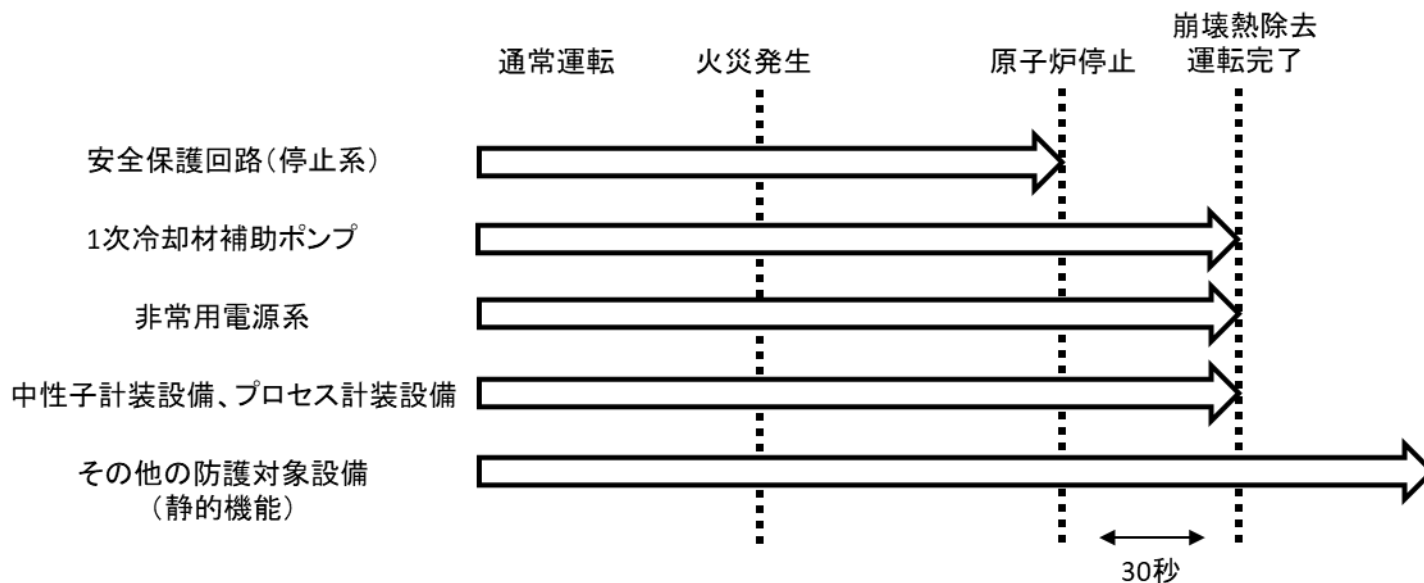 通常運転
火災発生
原子炉停止
崩壊熱除去
運転完了
安全保護回路(停止系)
1次冷却材補助ポンプ
非常用電源系
中性子計装設備、プロセス計装設備
その他の防護対象設備
(静的機能)
30秒